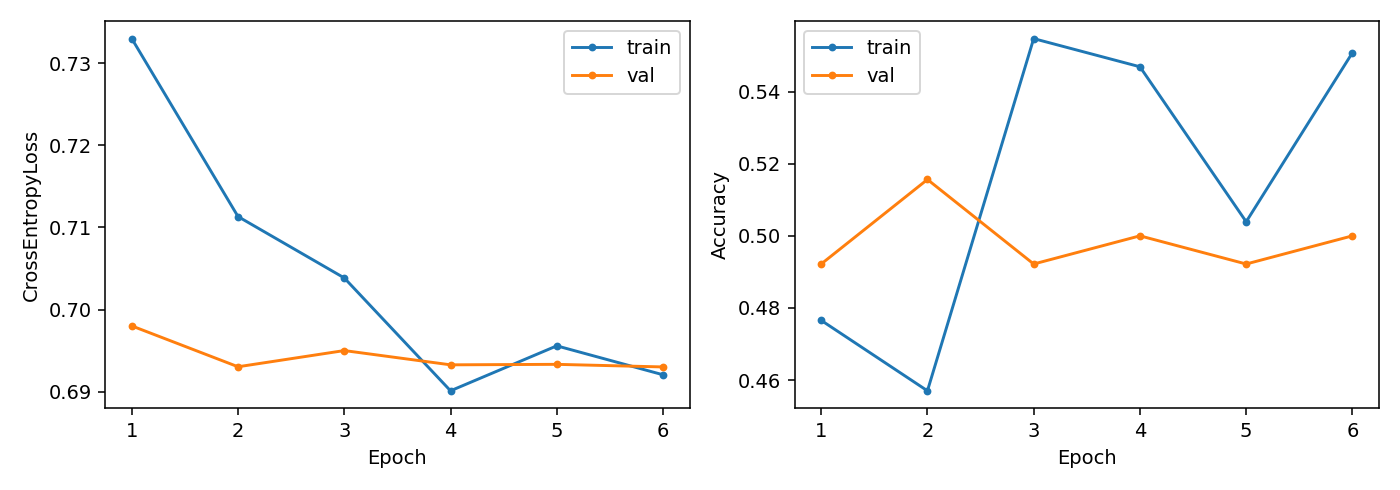 CrossEntropyLoss
0.73
0.72
0.71
0.70
0.69
1 2 3 4 5 6
Epoch
train
val
Accuracy
0.54
0.52
0.50
0.48
0.46
1 2 3 4 5 6
Epoch
train
val